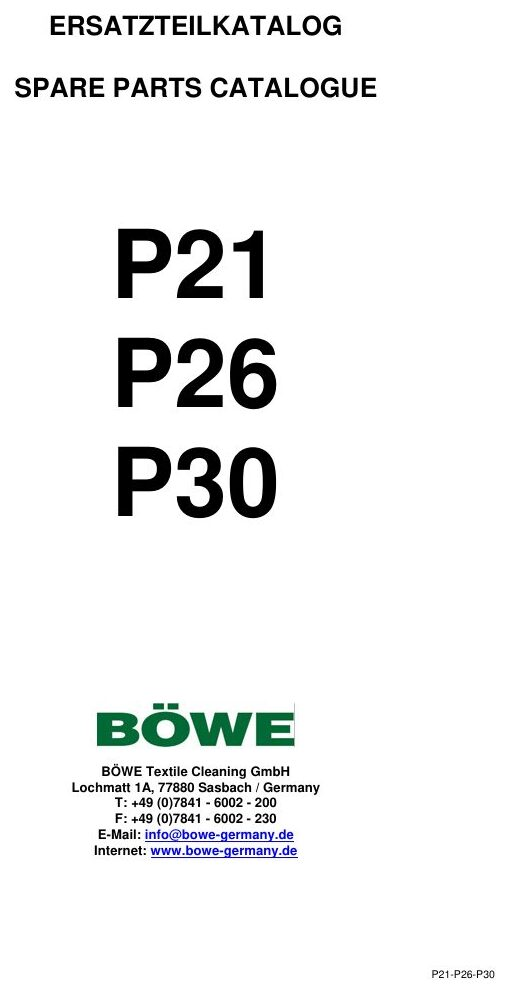 ERSATZTEILKATALOG
SPARE PARTS CATALOGUE
P21
P26
P30
BÖWE
BÖWE Textile Cleaning GmbH
Lochmatt 1A, 77880 Sasbach / Germany
T: +49 (0)7841 - 6002 - 200
F: +49 (0)7841 - 6002 - 230
E-Mail: info@bowe-germany.de
Internet: www.bowe-germany.de
P21-P26-P30